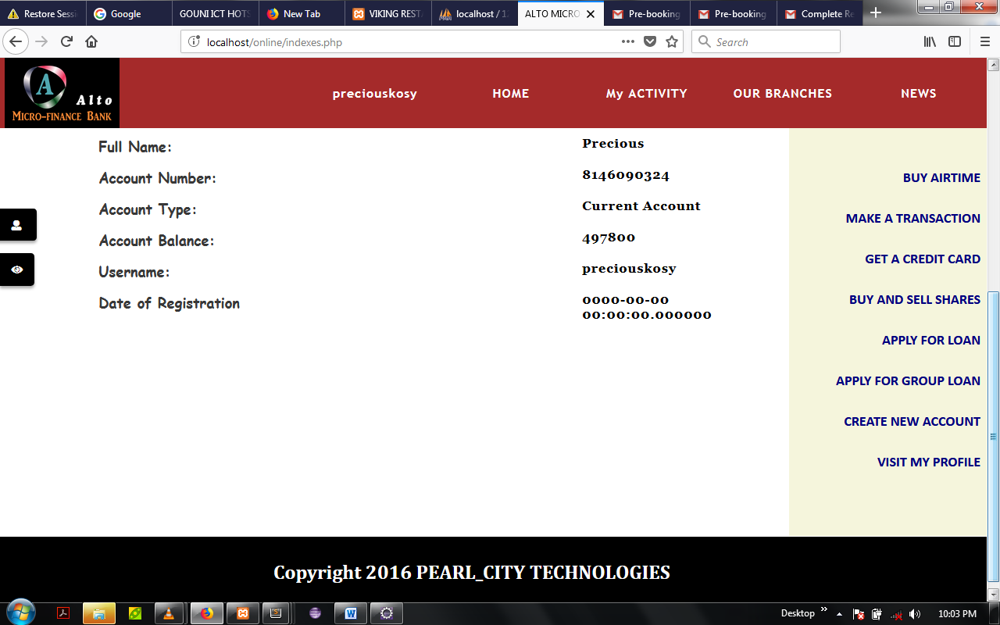 Restore Sessi
Google
GOUNI ICT HOTS
New Tab
VIKING RESTA
localhost / 12
ALTO MICRO
Pre-booking
Pre-booking
Complete Re
localhost/online/indexes.php
Search
A Alto
MICRO-FINANCE BANK
preciouskosy
HOME
My ACTIVITY
OUR BRANCHES
NEWS
Full Name: Precious
Account Number: 8146090324
Account Type: Current Account
Account Balance: 497800
Username: preciouskosy
Date of Registration 0000-00-00
00:00:00.000000
BUY AIRTIME
MAKE A TRANSACTION
GET A CREDIT CARD
BUY AND SELL SHARES
APPLY FOR LOAN
APPLY FOR GROUP LOAN
CREATE NEW ACCOUNT
VISIT MY PROFILE
Copyright 2016 PEARL_CITY TECHNOLOGIES
Desktop
10:03 PM